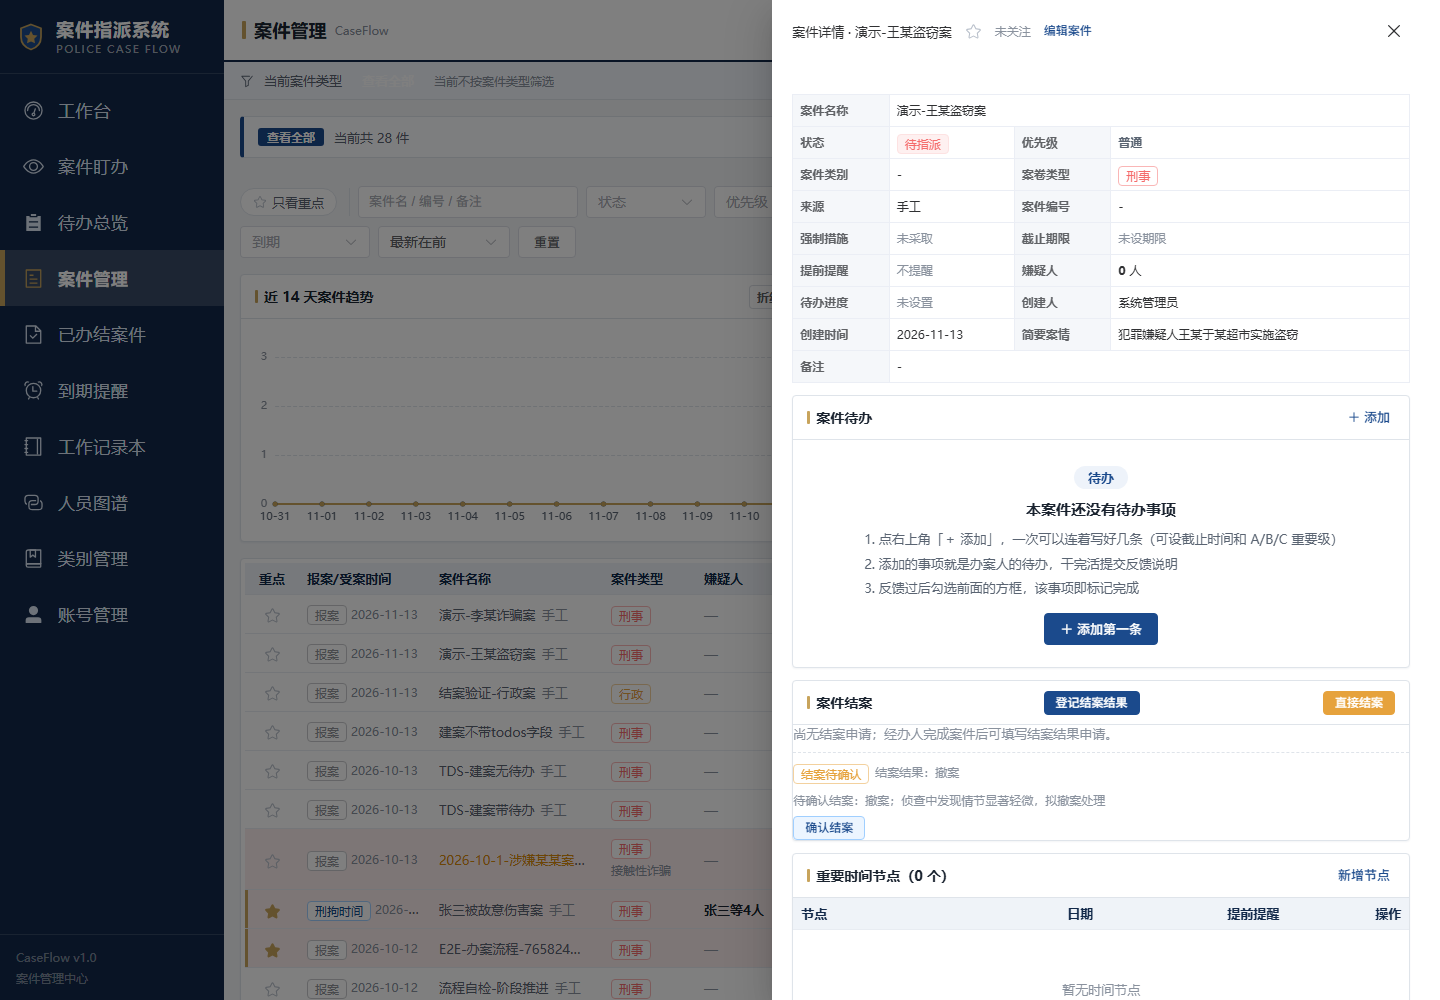 案件指派系统
POLICE CASE FLOW
工作台
案件盯办
待办总览
案件管理
已办结案件
到期提醒
工作记录本
人员图谱
类别管理
账号管理
CaseFlow v1.0
案件管理中心
案件管理 CaseFlow
当前案件类型 查看全部 当前不按案件类型筛选
查看全部 当前共 28 件
只看重点 案件名 / 编号 / 备注 状态 优先级
到期 最新在前 重置
近 14 天案件趋势
3
2
1
0
10-31 11-01 11-02 11-03 11-04 11-05 11-06 11-07 11-08 11-09 11-10
重点 报案/受案时间 案件名称 案件类型 嫌疑人
报案 2026-11-13 演示-李某诈骗案 手工 刑事 —
报案 2026-11-13 演示-王某盗窃案 手工 刑事 —
报案 2026-11-13 结案验证-行政案 手工 行政 —
报案 2026-10-13 建案不带todos字段 手工 刑事 —
报案 2026-10-13 TDS-建案无待办 手工 刑事 —
报案 2026-10-13 TDS-建案带待办 手工 刑事 —
报案 2026-10-13 2026-10-1-涉嫌某某案... 刑事 接触性诈骗 —
刑拘时间 2026-... 张三被故意伤害案 手工 刑事 张三等4人
报案 2026-10-12 E2E-办案流程-765824... 刑事 —
报案 2026-10-12 流程自检-阶段推进 手工 刑事 —
案件详情 · 演示-王某盗窃案 未关注 编辑案件
案件名称 演示-王某盗窃案
状态 待指派 优先级 普通
案件类别 - 案卷类型 刑事
来源 手工 案件编号 -
强制措施 未采取 截止期限 未设期限
提前提醒 不提醒 嫌疑人 0 人
待办进度 未设置 创建人 系统管理员
创建时间 2026-11-13 简要案情 犯罪嫌疑人王某于某超市实施盗窃
备注 -
案件待办 + 添加
待办
本案件还没有待办事项
1. 点右上角「+ 添加」，一次可以连着写好几条（可设截止时间和 A/B/C 重要级）
2. 添加的事项就是办案人的待办，干完活提交反馈说明
3. 反馈过后勾选前面的方框，该事项即标记完成
+ 添加第一条
案件结案 登记结案结果 直接结案
尚无结案申请；经办人完成案件后可填写结案结果申请。
结案待确认 结案结果：撤案
待确认结案：撤案；侦查中发现情节显著轻微，拟撤案处理
确认结案
重要时间节点（0 个） 新增节点
节点 日期 提前提醒 操作
暂无时间节点